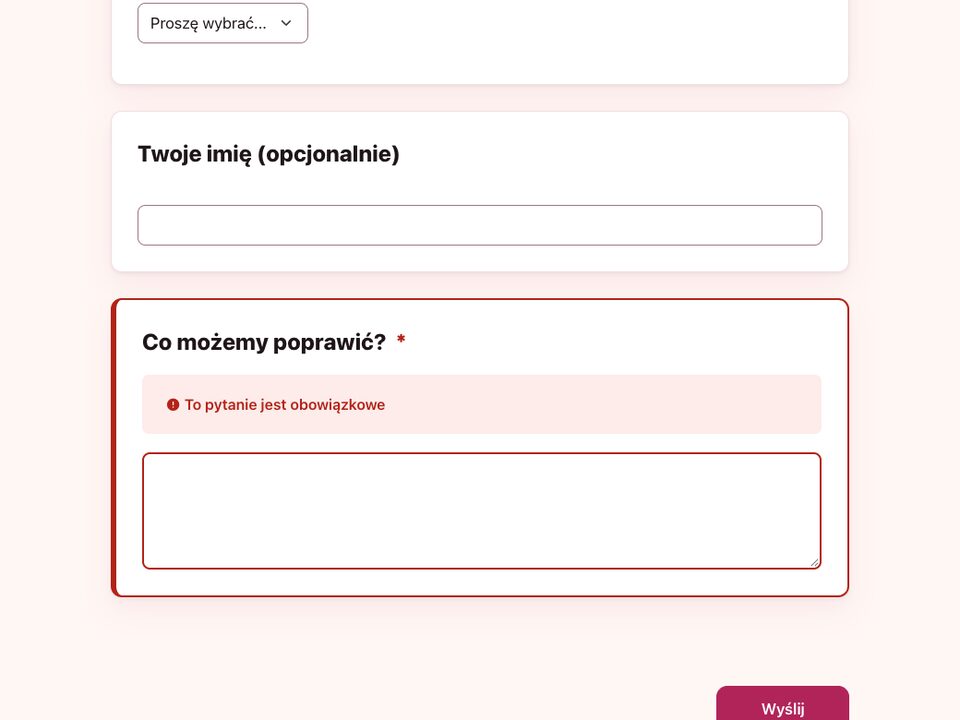 Proszę wybrać...
Twoje imię (opcjonalnie)
Co możemy poprawić? *
To pytanie jest obowiązkowe
Wyślij